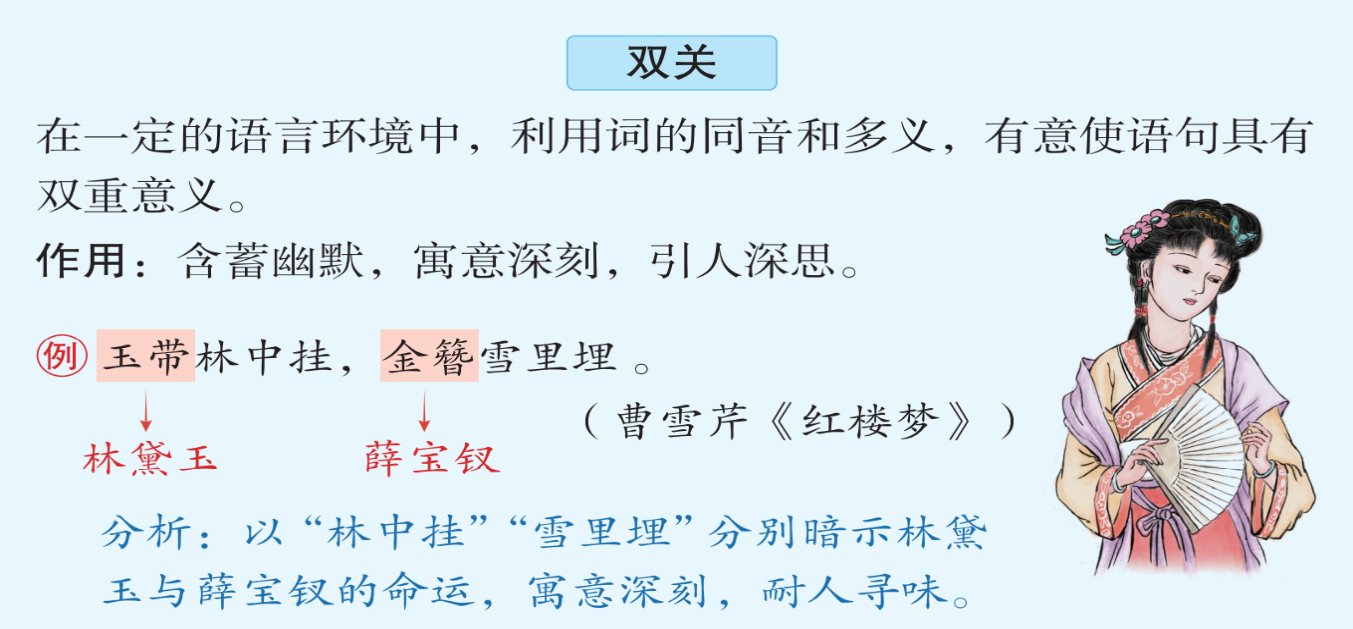 双关
在一定的语言环境中，利用词的同音和多义，有意使语句具有
双重意义。
作用：含蓄幽默，寓意深刻，引人深思。
例 玉带林中挂，金簪雪里埋。
（曹雪芹《红楼梦》）
林黛玉 薛宝钗
分析：以“林中挂”“雪里埋”分别暗示林黛
玉与薛宝钗的命运，寓意深刻，耐人寻味。